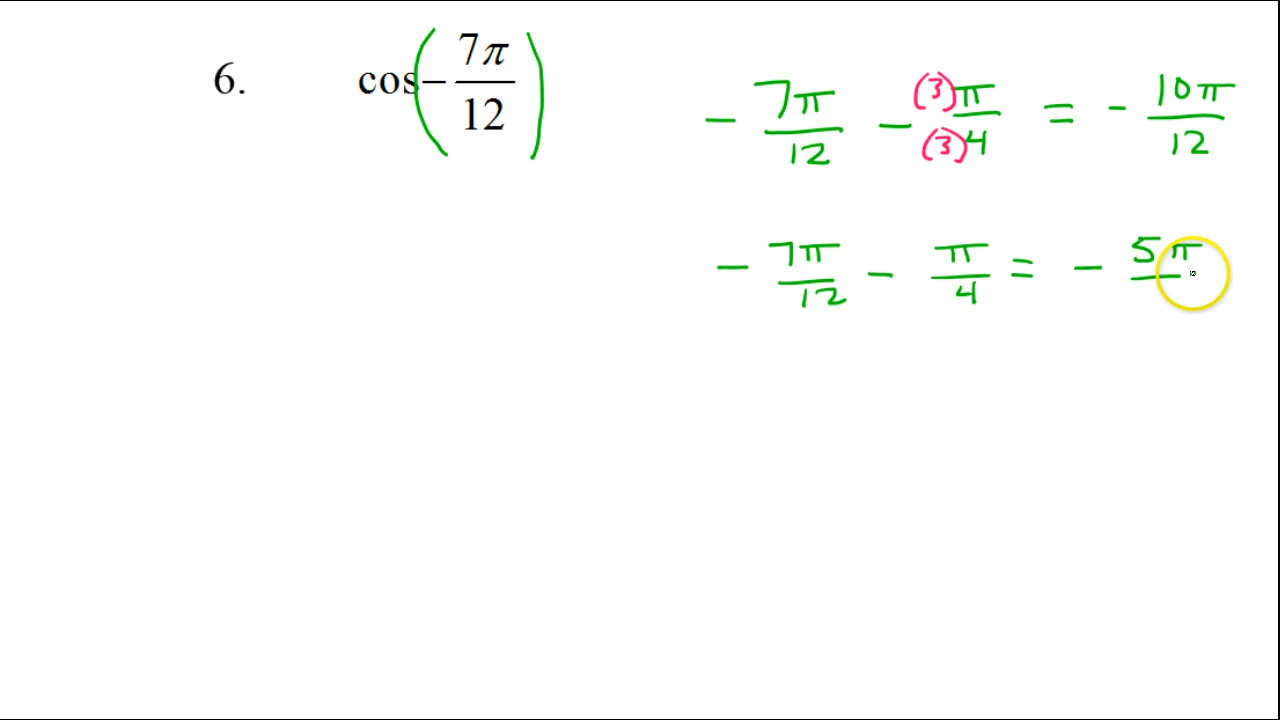 6. cos(-7π/12)
-7π/12 - (3)π/(3)4 = -10π/12
-7π/12 - π/4 = -5π/